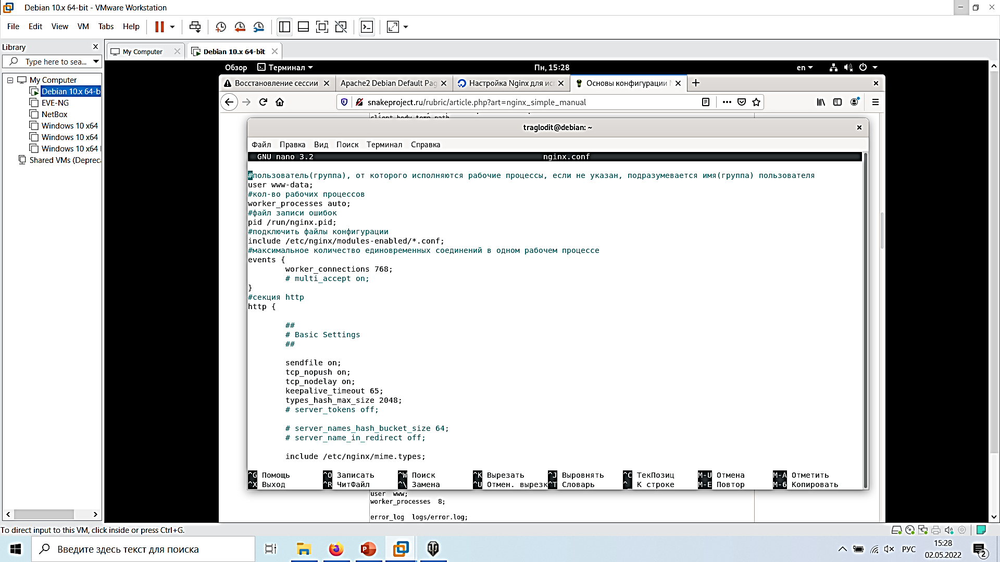 Debian 10.x 64-bit - VMware Workstation
File Edit View VM Tabs Help
Library
Type here to sea...
My Computer
Debian 10.x 64-b
EVE-NG
NetBox
Windows 10 x64
Windows 10 x64
Windows 10 x64
Shared VMs (Depreca
My Computer
Debian 10.x 64-bit
Обзор Терминал Пн, 15:28 en
Восстановление сессии
Apache2 Debian Default Pag
Настройка Nginx для ис
Основы конфигурации N
snakeproject.ru/rubric/article.php?art=nginx_simple_manual
client_body_temp_path
traglodit@debian: ~
Файл Правка Вид Поиск Терминал Справка
GNU nano 3.2 nginx.conf
#пользователь(группа), от которого исполняются рабочие процессы, если не указан, подразумевается имя(группа) пользователя
user www-data;
#кол-во рабочих процессов
worker_processes auto;
#файл записи ошибок
pid /run/nginx.pid;
#подключить файлы конфигурации
include /etc/nginx/modules-enabled/*.conf;
#максимальное количество единовременных соединений в одном рабочем процессе
events {
worker_connections 768;
# multi_accept on;
}
#секция http
http {
##
# Basic Settings
##
sendfile on;
tcp_nopush on;
tcp_nodelay on;
keepalive_timeout 65;
types_hash_max_size 2048;
# server_tokens off;
# server_names_hash_bucket_size 64;
# server_name_in_redirect off;
include /etc/nginx/mime.types;
^G Помощь ^O Записать ^W Поиск ^K Вырезать ^J Выровнять ^C ТекПозиц M-U Отмена M-A Отметить
^X Выход ^R ЧитФайл ^\ Замена ^U Отмен. вырезк ^T Словарь ^_ К строке M-E Повтор M-6 Копировать
user www;
worker_processes 8;
error_log logs/error.log;
To direct input to this VM, click inside or press Ctrl+G.
Введите здесь текст для поиска
РУС
15:28
02.05.2022
2